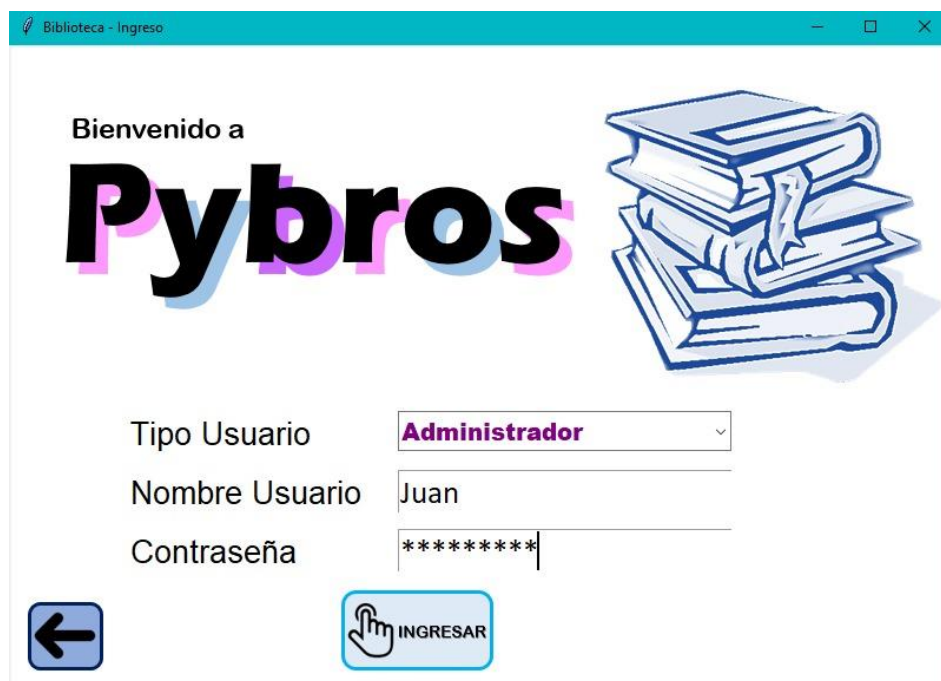 Biblioteca - Ingreso
Bienvenido a
Pybros
Tipo Usuario Administrador
Nombre Usuario Juan
Contraseña *********
INGRESAR